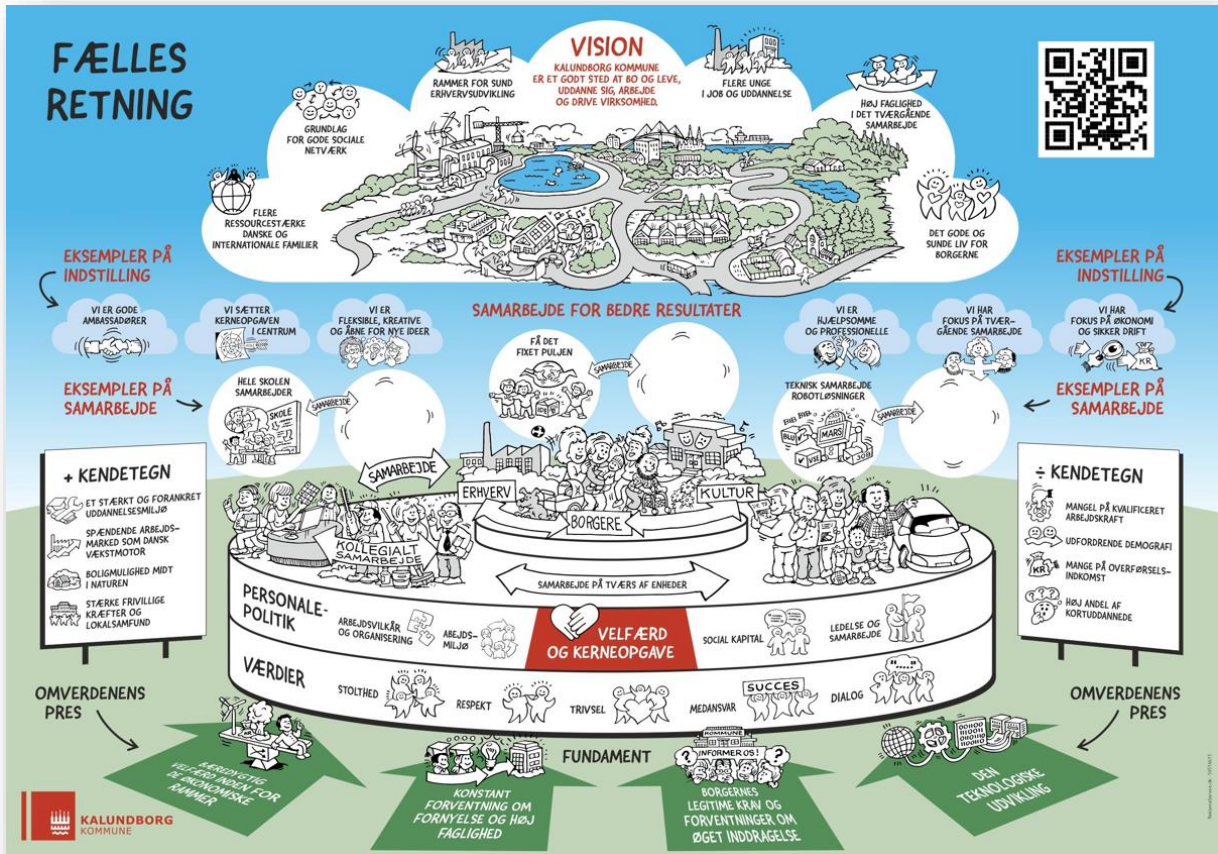 FÆLLES
RETNING
VISION
KALUNDBORG KOMMUNE
ER ET GODT STED AT BO OG LEVE,
UDDANNE SIG, ARBEJDE
OG DRIVE VIRKSOMHED.
FLERE
RESSOURCESTÆRKE
DANSKE OG
INTERNATIONALE FAMILIER
GRUNDLAG
FOR GODE SOCIALE
NETVÆRK
RAMMER FOR SUND
ERHVERVSUDVIKLING
FLERE UNGE
I JOB OG UDDANNELSE
HØJ FAGLIGHED
I DET TVÆRGÅENDE
SAMARBEJDE
DET GODE OG
SUNDE LIV FOR
BORGERNE
EKSEMPLER PÅ
INDSTILLING
VI ER GODE
AMBASSADØRER
VI SÆTTER
KERNEOPGAVEN
I CENTRUM
VI ER
FLEKSIBLE, KREATIVE
OG ÅBNE FOR NYE IDEER
SAMARBEJDE FOR BEDRE RESULTATER
VI ER
HJÆLPSOMME
OG PROFESSIONELLE
VI HAR
FOKUS PÅ TVÆR-
GÅENDE SAMARBEJDE
VI HAR
FOKUS PÅ ØKONOMI
OG SIKKER DRIFT
KR
EKSEMPLER PÅ
INDSTILLING
EKSEMPLER PÅ
SAMARBEJDE
HELE SKOLEN
SAMARBEJDER
SKOLE
SAMARBEJDE
FÅ DET
FIXET PULJEN
SAMARBEJDE
TEKNISK SAMARBEJDE
ROBOTLØSNINGER
MARS
SAMARBEJDE
EKSEMPLER PÅ
SAMARBEJDE
+ KENDETEGN
ET STÆRKT OG FORANKRET
UDDANNELSESMILJØ
SPÆNDENDE ARBEJDS-
MARKED SOM DANSK
VÆKSTMOTOR
BOLIGMULIGHED MIDT
I NATUREN
STÆRKE FRIVILLIGE
KRÆFTER OG
LOKALSAMFUND
÷ KENDETEGN
MANGEL PÅ KVALIFICERET
ARBEJDSKRAFT
UDFORDRENDE DEMOGRAFI
KR
MANGE PÅ OVERFØRSELS-
INDKOMST
HØJ ANDEL AF
KORTUDDANNEDE
SAMARBEJDE
ERHVERV
KULTUR
BORGERE
KOLLEGIALT
SAMARBEJDE
SAMARBEJDE PÅ TVÆRS AF ENHEDER
PERSONALE-
POLITIK
ARBEJDSVILKÅR
OG ORGANISERING
ABEJDS-
MILJØ
VELFÆRD
OG KERNEOPGAVE
SOCIAL KAPITAL
LEDELSE OG
SAMARBEJDE
VÆRDIER
STOLTHED
RESPEKT
TRIVSEL
MEDANSVAR
SUCCES
DIALOG
OMVERDENENS
PRES
OMVERDENENS
PRES
FUNDAMENT
KR
BÆREDYGTIG
VELFÆRD INDEN FOR
DE ØKONOMISKE
RAMMER
KONSTANT
FORVENTNING OM
FORNYELSE OG HØJ
FAGLIGHED
KOMMUNE
INFORMER OS!
BORGERNES
LEGITIME KRAV OG
FORVENTNINGER OM
ØGET INDDRAGELSE
DEN
TEKNOLOGISKE
UDVIKLING
KALUNDBORG
KOMMUNE